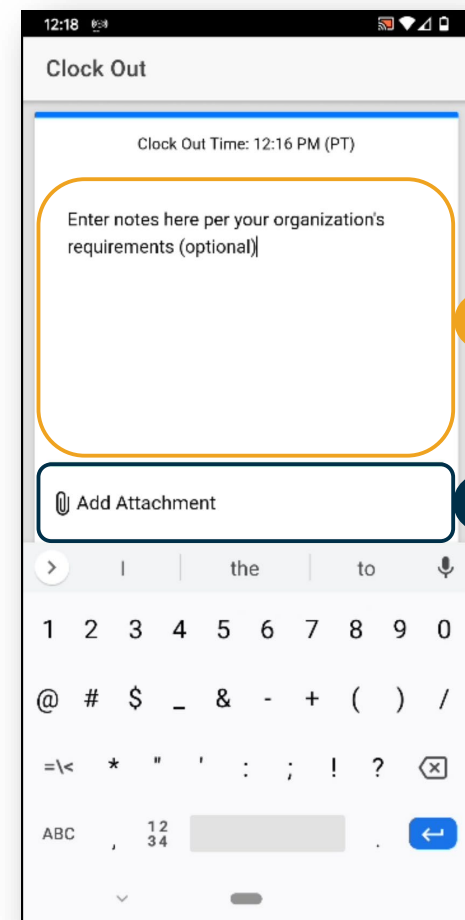 12:18
Clock Out
Clock Out Time: 12:16 PM (PT)
Enter notes here per your organization's
requirements (optional)
Add Attachment
I the to
1 2 3 4 5 6 7 8 9 0
@ # $ _ & - + ( ) /
=\< * " ' : ; ! ?
ABC , 12 34 .